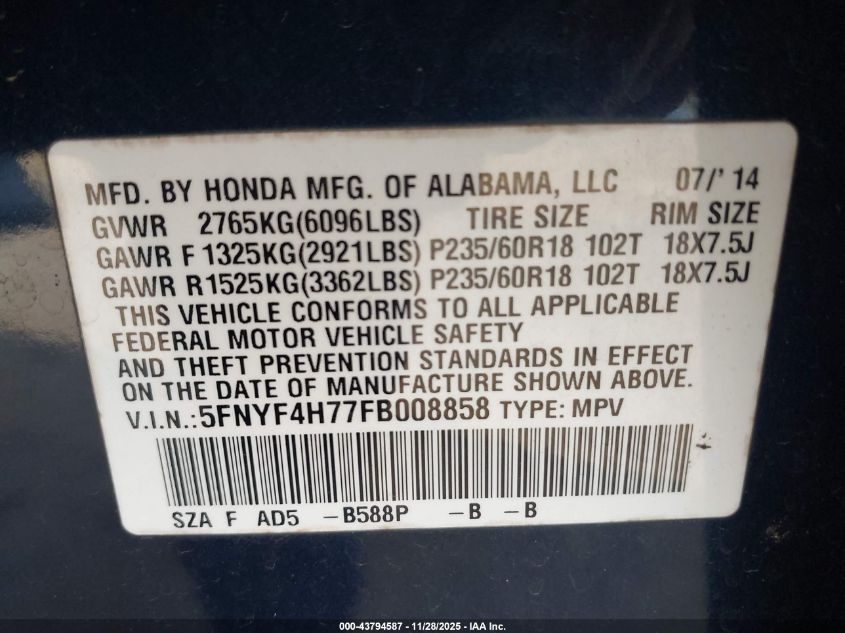 MFD. BY HONDA MFG. OF ALABAMA, LLC 07/' 14
GVWR 2765KG(6096LBS) TIRE SIZE RIM SIZE
GAWR F 1325KG(2921LBS) P235/60R18 102T 18X7.5J
GAWR R1525KG(3362LBS) P235/60R18 102T 18X7.5J
THIS VEHICLE CONFORMS TO ALL APPLICABLE
FEDERAL MOTOR VEHICLE SAFETY
AND THEFT PREVENTION STANDARDS IN EFFECT
ON THE DATE OF MANUFACTURE SHOWN ABOVE.
V.I.N.:5FNYF4H77FB008858 TYPE: MPV
SZA F AD5 -B588P -B -B
000-43794587 - 11/28/2025 - IAA Inc.